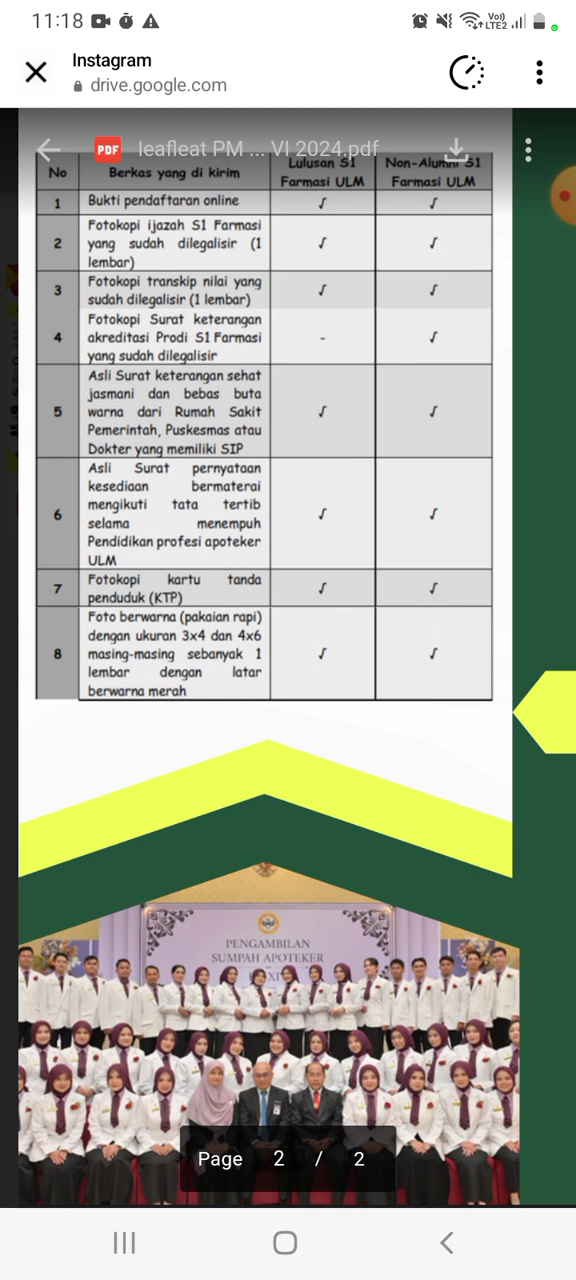 11:18
Vo))
LTE2
Instagram
drive.google.com
PDF leafleat PM ... VI 2024.pdf
No Berkas yang di kirim Lulusan S1 Farmasi ULM Non-Alumni S1 Farmasi ULM
1 Bukti pendaftaran online √ √
Fotokopi ijazah S1 Farmasi
2 yang sudah dilegalisir (1 √ √
lembar)
3 Fotokopi transkip nilai yang √ √
sudah dilegalisir (1 lembar)
Fotokopi Surat keterangan
4 akreditasi Prodi S1 Farmasi - √
yang sudah dilegalisir
Asli Surat keterangan sehat
jasmani dan bebas buta
5 warna dari Rumah Sakit √ √
Pemerintah, Puskesmas atau
Dokter yang memiliki SIP
Asli Surat pernyataan
kesediaan bermaterai
mengikuti tata tertib
6 selama menempuh √ √
Pendidikan profesi apoteker
ULM
7 Fotokopi kartu tanda √ √
penduduk (KTP)
Foto berwarna (pakaian rapi)
dengan ukuran 3x4 dan 4x6
8 masing-masing sebanyak 1 √ √
lembar dengan latar
berwarna merah
PENGAMBILAN
SUMPAH APOTEKER
Page 2 / 2